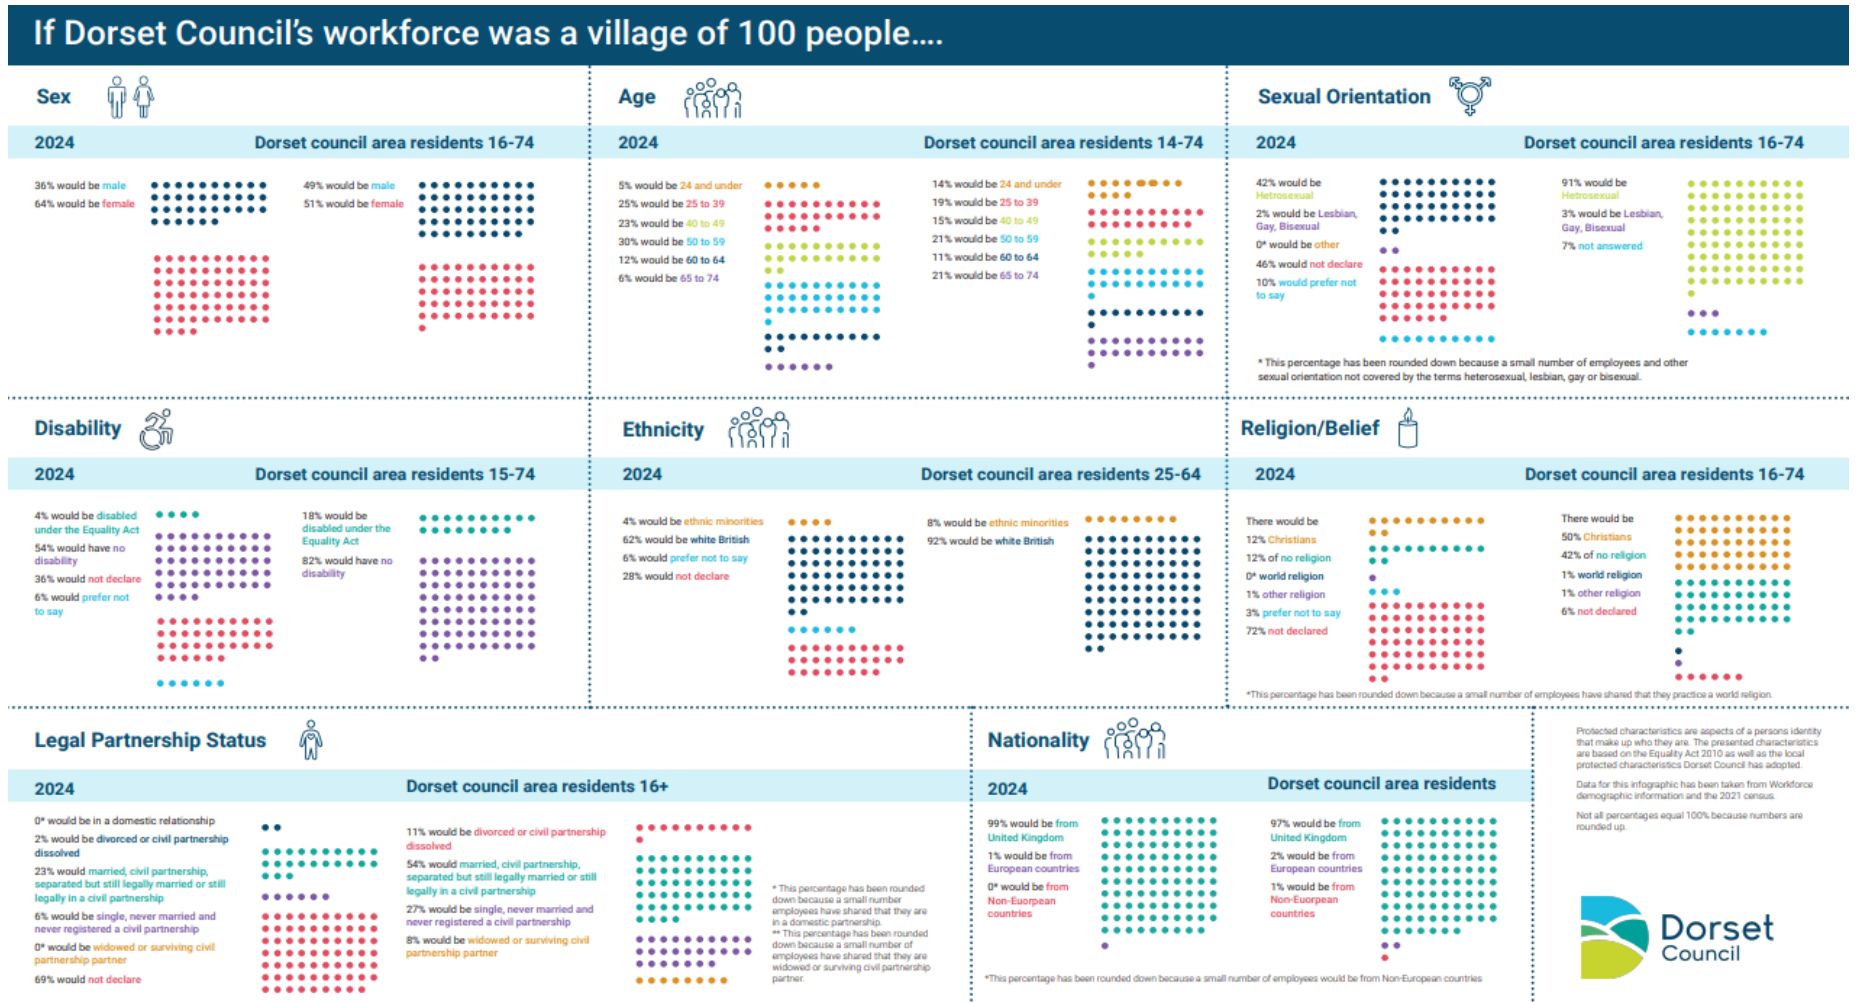 If Dorset Council's workforce was a village of 100 people....
Sex
2024
Dorset council area residents 16-74
36% would be male
64% would be female
49% would be male
51% would be female
Age
2024
Dorset council area residents 14-74
5% would be 24 and under
25% would be 25 to 39
23% would be 40 to 49
30% would be 50 to 59
12% would be 60 to 64
6% would be 65 to 74
14% would be 24 and under
19% would be 25 to 39
15% would be 40 to 49
21% would be 50 to 59
11% would be 60 to 64
21% would be 65 to 74
Sexual Orientation
2024
Dorset council area residents 16-74
42% would be
Hetrosexual
2% would be Lesbian,
Gay, Bisexual
0* would be other
46% would not declare
10% would prefer not
to say
91% would be
Hetrosexual
3% would be Lesbian,
Gay, Bisexual
7% not answered
* This percentage has been rounded down because a small number of employees and other
sexual orientation not covered by the terms heterosexual, lesbian, gay or bisexual.
Disability
2024
Dorset council area residents 15-74
4% would be disabled
under the Equality Act
54% would have no
disability
36% would not declare
6% would prefer not
to say
18% would be
disabled under the
Equality Act
82% would have no
disability
Ethnicity
2024
Dorset council area residents 25-64
4% would be ethnic minorities
62% would be white British
6% would prefer not to say
28% would not declare
8% would be ethnic minorities
92% would be white British
Religion/Belief
2024
Dorset council area residents 16-74
There would be
12% Christians
12% of no religion
0* world religion
1% other religion
3% prefer not to say
72% not declared
There would be
50% Christians
42% of no religion
1% world religion
1% other religion
6% not declared
*This percentage has been rounded down because a small number of employees have shared that they practice a world religion.
Legal Partnership Status
2024
Dorset council area residents 16+
0* would be in a domestic relationship
2% would be divorced or civil partnership
dissolved
23% would married, civil partnership,
separated but still legally married or still
legally in a civil partnership
6% would be single, never married and
never registered a civil partnership
0* would be widowed or surviving civil
partnership partner
69% would not declare
11% would be divorced or civil partnership
dissolved
54% would married, civil partnership,
separated but still legally married or still
legally in a civil partnership
27% would be single, never married and
never registered a civil partnership
8% would be widowed or surviving civil
partnership partner
* This percentage has been rounded
down because a small number
employees have shared that they are
in a domestic partnership.
** This percentage has been rounded
down because a small number of
employees have shared that they are
widowed or surviving civil partnership
partner.
Nationality
2024
Dorset council area residents
99% would be from
United Kingdom
1% would be from
European countries
0* would be from
Non-Euorpean
countries
97% would be from
United Kingdom
2% would be from
European countries
1% would be from
Non-Euorpean
countries
*This percentage has been rounded down because a small number of employees would be from Non-European countries
Protected characteristics are aspects of a persons identity
that make up who they are. The presented characteristics
are based on the Equality Act 2010 as well as the local
protected characteristics Dorset Council has adopted.
Data for this infographic has been taken from Workforce
demographic information and the 2021 census.
Not all percentages equal 100% because numbers are
rounded up.
Dorset
Council